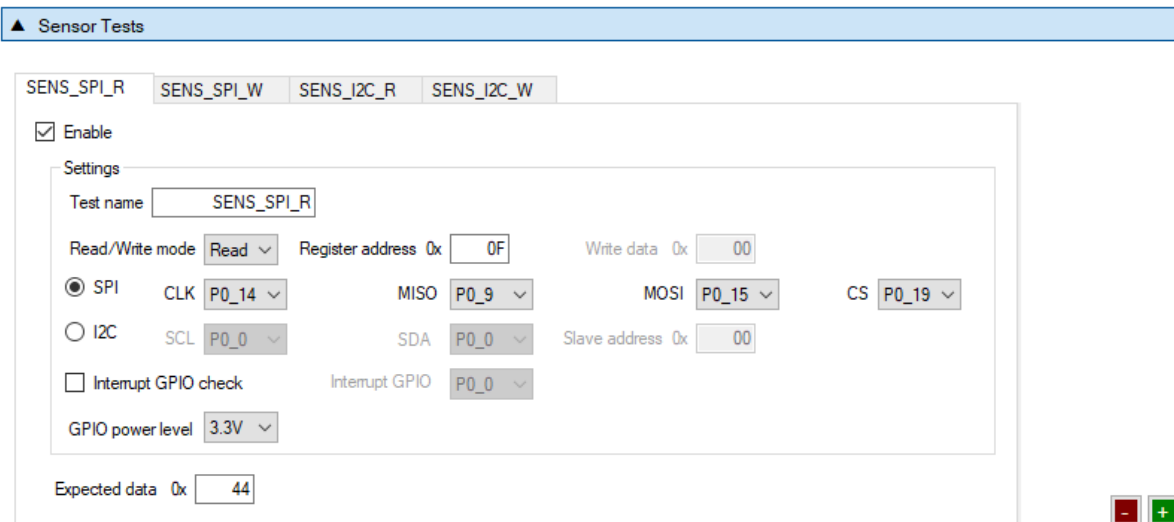 ▲ Sensor Tests
SENS_SPI_R SENS_SPI_W SENS_I2C_R SENS_I2C_W
Enable
Settings
Test name SENS_SPI_R
Read/Write mode Read Register address 0x 0F Write data 0x 00
SPI CLK P0_14 MISO P0_9 MOSI P0_15 CS P0_19
I2C SCL P0_0 SDA P0_0 Slave address 0x 00
Interrupt GPIO check Interrupt GPIO P0_0
GPIO power level 3.3V
Expected data 0x 44
- +